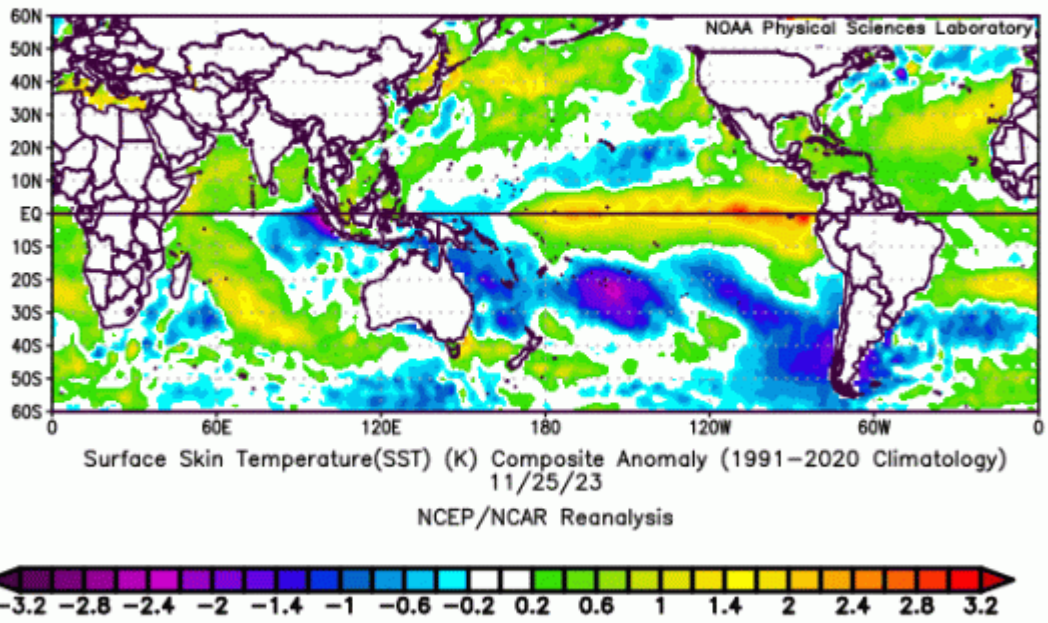 60N
NOAA Physical Sciences Laboratory
50N
40N
30N
20N
10N
EQ
10S
20S
30S
40S
50S
60S
0 60E 120E 180 120W 60W 0
Surface Skin Temperature(SST) (K) Composite Anomaly (1991-2020 Climatology)
11/25/23
NCEP/NCAR Reanalysis
-3.2 -2.8 -2.4 -2 -1.4 -1 -0.6 -0.2 0.2 0.6 1 1.4 2 2.4 2.8 3.2